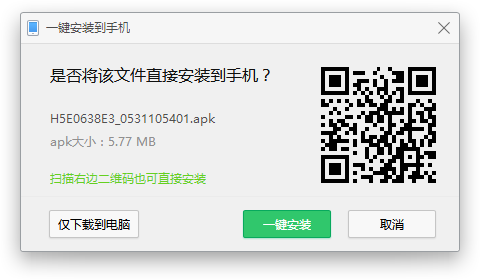 一键安装到手机
是否将该文件直接安装到手机？
H5E0638E3_0531105401.apk
apk大小：5.77 MB
扫描右边二维码也可直接安装
仅下载到电脑
一键安装
取消